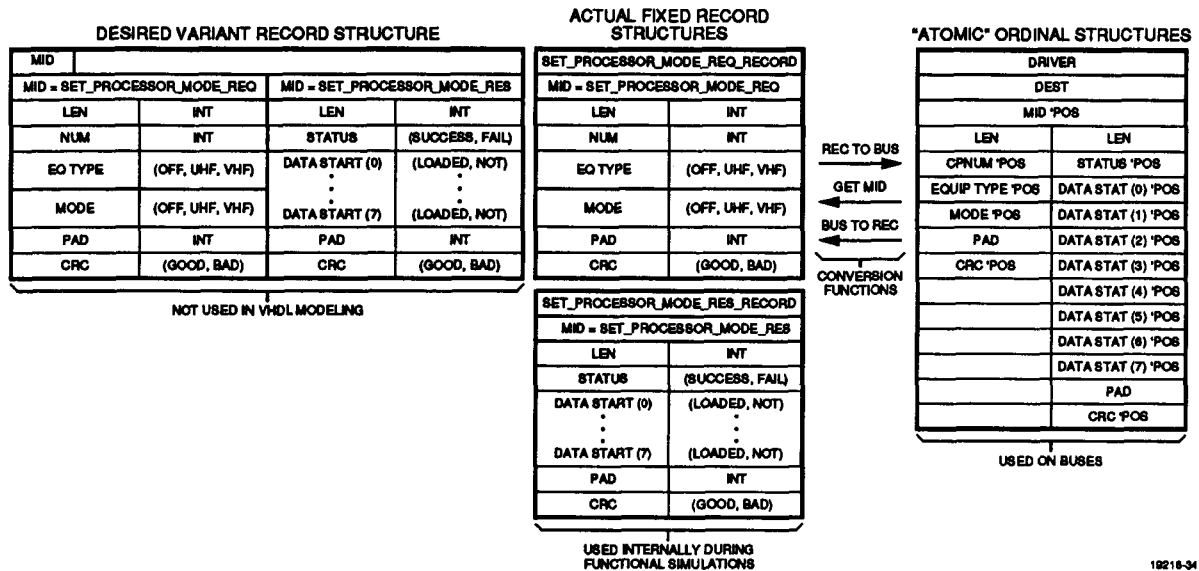 DESIRED VARIANT RECORD STRUCTURE
MID
MID = SET_PROCESSOR_MODE_REQ MID = SET_PROCESSOR_MODE_RES
LEN INT LEN INT
NUM INT STATUS (SUCCESS, FAIL)
EQ TYPE (OFF, UHF, VHF) DATA START (0) (LOADED, NOT)
MODE (OFF, UHF, VHF) DATA START (7) (LOADED, NOT)
PAD INT PAD INT
CRC (GOOD, BAD) CRC (GOOD, BAD)
NOT USED IN VHDL MODELING
ACTUAL FIXED RECORD
STRUCTURES
SET_PROCESSOR_MODE_REQ_RECORD
MID = SET_PROCESSOR_MODE_REQ
LEN INT
NUM INT
EQ TYPE (OFF, UHF, VHF)
MODE (OFF, UHF, VHF)
PAD INT
CRC (GOOD, BAD)
SET_PROCESSOR_MODE_RES_RECORD
MID = SET_PROCESSOR_MODE_RES
LEN INT
STATUS (SUCCESS, FAIL)
DATA START (0) (LOADED, NOT)
DATA START (7) (LOADED, NOT)
PAD INT
CRC (GOOD, BAD)
USED INTERNALLY DURING
FUNCTIONAL SIMULATIONS
REC TO BUS
GET MID
BUS TO REC
CONVERSION
FUNCTIONS
"ATOMIC" ORDINAL STRUCTURES
DRIVER
DEST
MID 'POS
LEN LEN
CPNUM 'POS STATUS 'POS
EQUIP TYPE 'POS DATA STAT (0) 'POS
MODE 'POS DATA STAT (1) 'POS
PAD DATA STAT (2) 'POS
CRC 'POS DATA STAT (3) 'POS
DATA STAT (4) 'POS
DATA STAT (5) 'POS
DATA STAT (6) 'POS
DATA STAT (7) 'POS
PAD
CRC 'POS
USED ON BUSES
19218-34